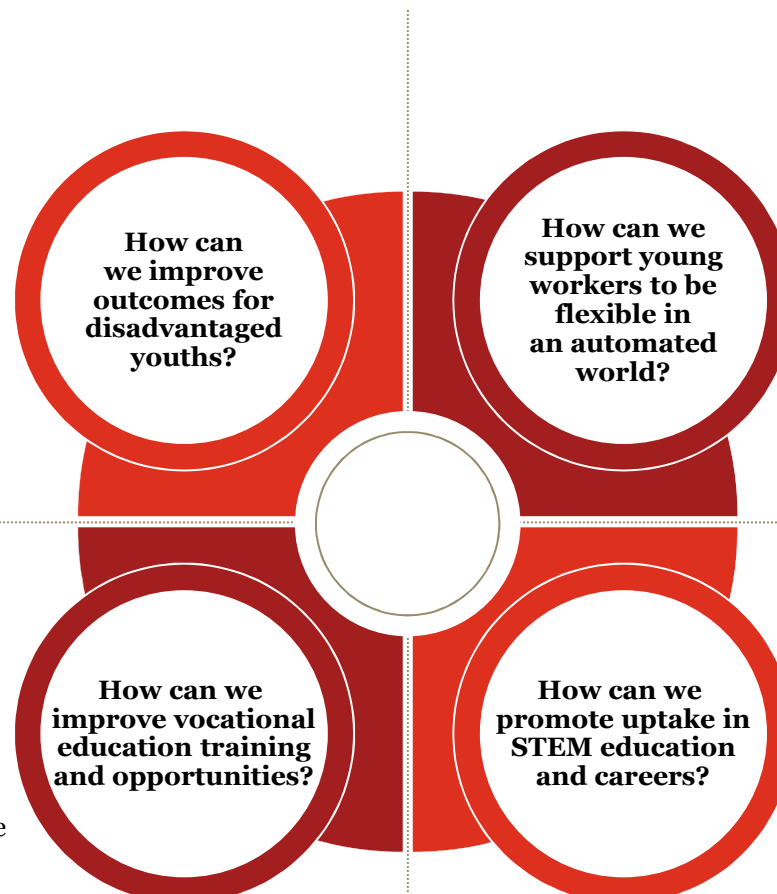 How can
we improve
outcomes for
disadvantaged
youths?
How can we
support young
workers to be
flexible in
an automated
world?
How can we
improve vocational
education training
and opportunities?
How can we
promote uptake in
STEM education
and careers?
e